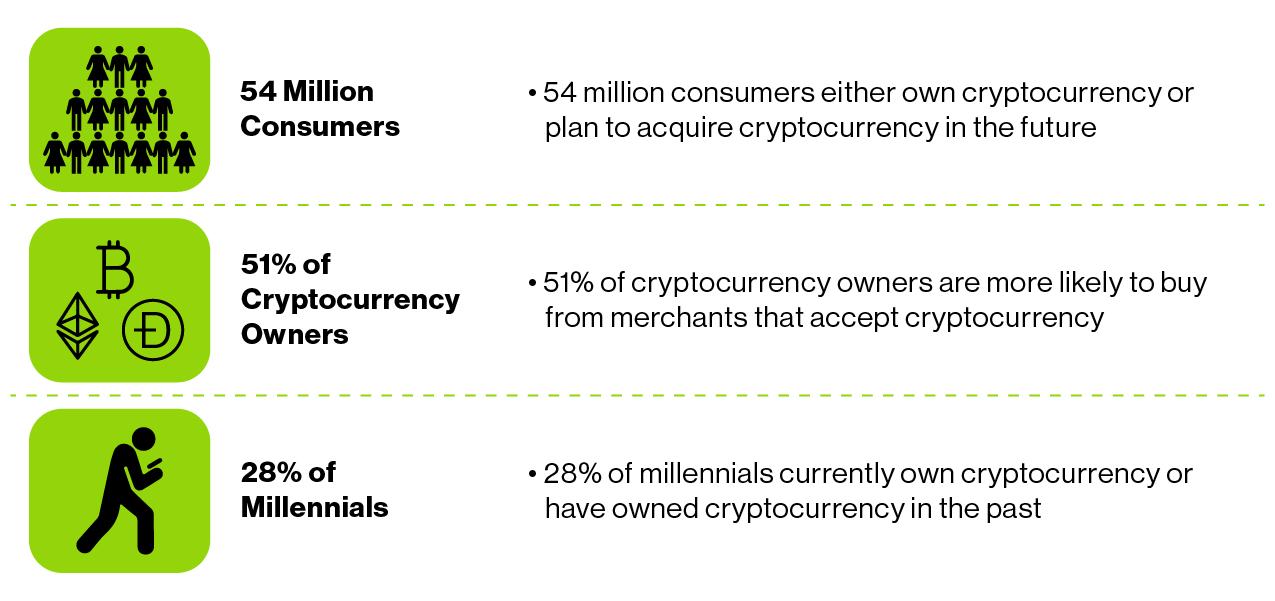 54 Million
Consumers
• 54 million consumers either own cryptocurrency or
plan to acquire cryptocurrency in the future
51% of
Cryptocurrency
Owners
• 51% of cryptocurrency owners are more likely to buy
from merchants that accept cryptocurrency
28% of
Millennials
• 28% of millennials currently own cryptocurrency or
have owned cryptocurrency in the past